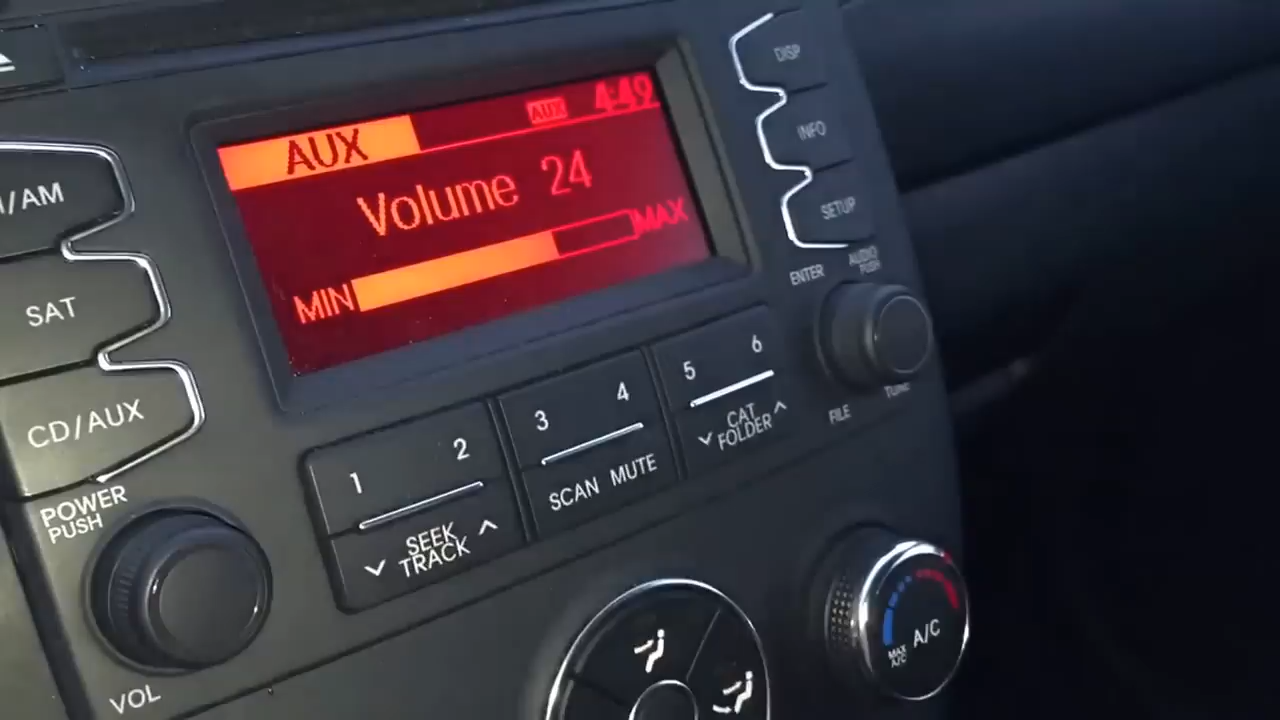 AUX AUX 4:49
Volume 24
MIN MAX
/AM
SAT
CD/AUX
POWER
PUSH
VOL
DISP
INFO
SETUP
ENTER
AUDIO
PUSH
FILE
TUNE
1 2
SEEK
TRACK
3 4
SCAN MUTE
5 6
CAT
FOLDER
A/C
MAX
A/C